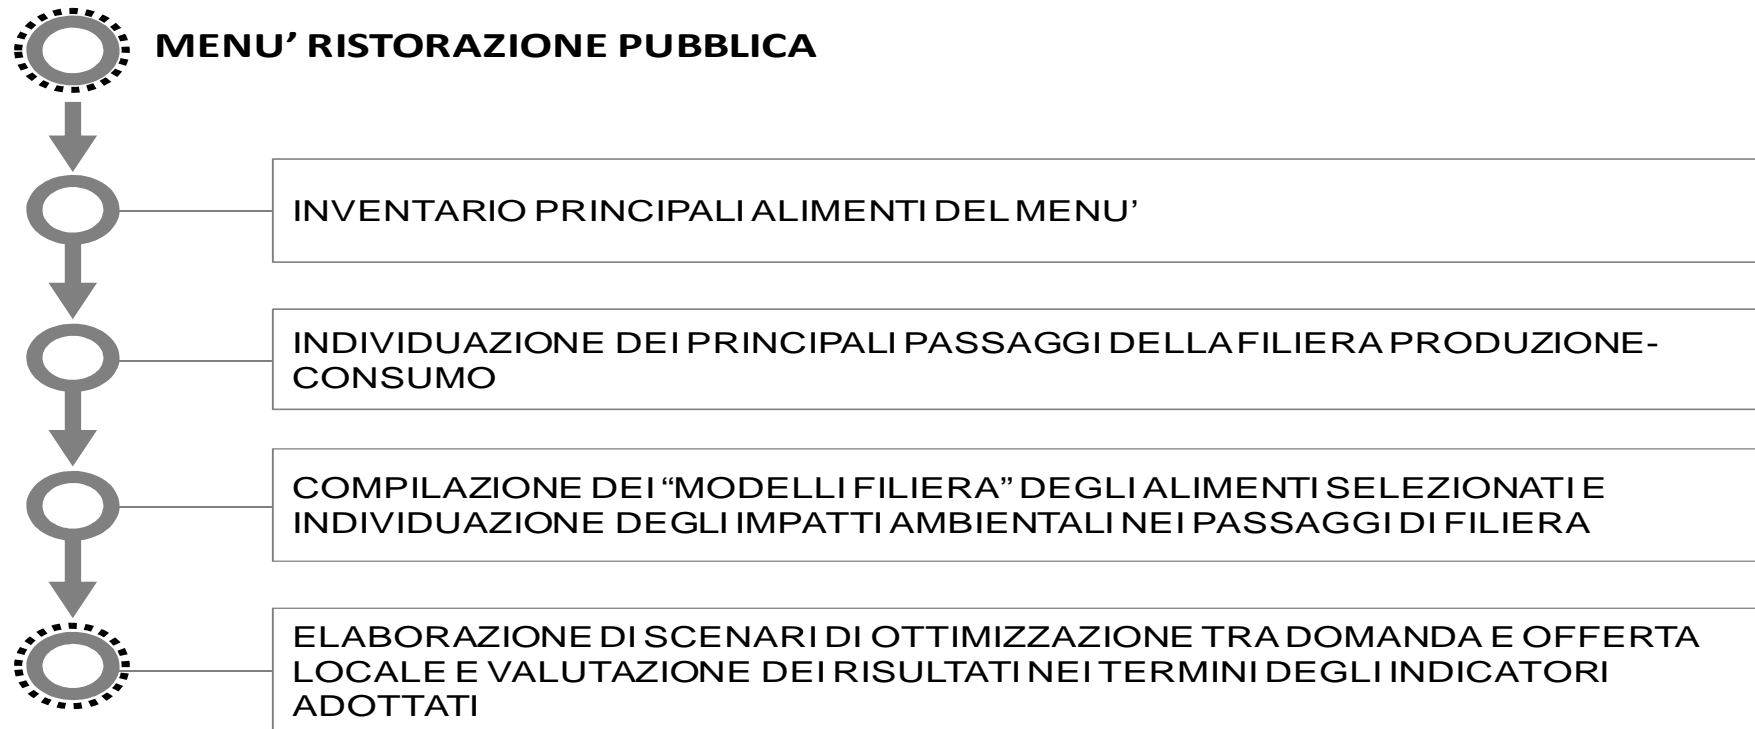 MENU’ RISTORAZIONE PUBBLICA
INVENTARIO PRINCIPALI ALIMENTI DEL MENU’
INDIVIDUAZIONE DEI PRINCIPALI PASSAGGI DELLA FILIERA PRODUZIONE-
CONSUMO
COMPILAZIONE DEI “MODELLI FILIERA” DEGLI ALIMENTI SELEZIONATI E
INDIVIDUAZIONE DEGLI IMPATTI AMBIENTALI NEI PASSAGGI DI FILIERA
ELABORAZIONE DI SCENARI DI OTTIMIZZAZIONE TRA DOMANDA E OFFERTA
LOCALE E VALUTAZIONE DEI RISULTATI NEI TERMINI DEGLI INDICATORI
ADOTTATI